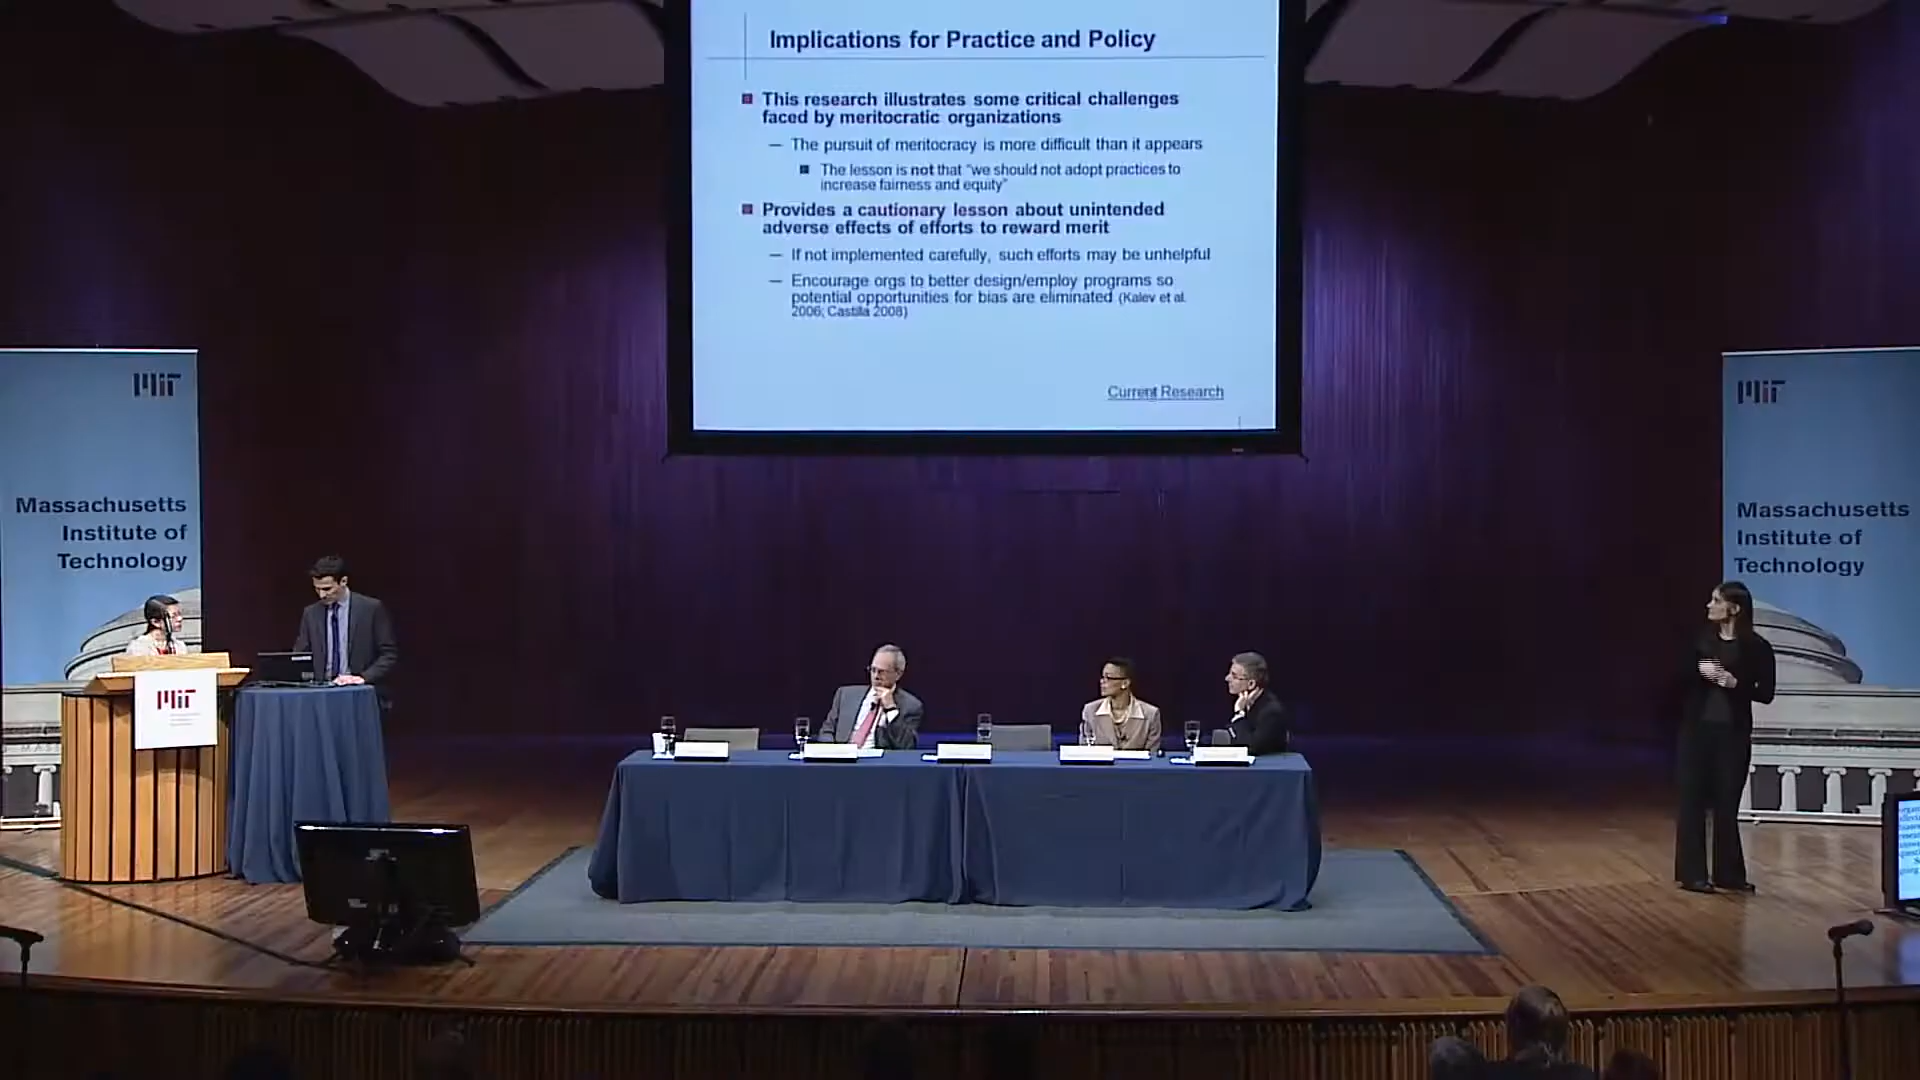 Implications for Practice and Policy
This research illustrates some critical challenges
faced by meritocratic organizations
— The pursuit of meritocracy is more difficult than it appears
The lesson is not that "we should not adopt practices to
increase fairness and equity"
Provides a cautionary lesson about unintended
adverse effects of efforts to reward merit
— If not implemented carefully, such efforts may be unhelpful
— Encourage orgs to better design/employ programs so
potential opportunities for bias are eliminated (Kalev et al.
2006; Castilla 2008)
Current Research
MIT
Massachusetts
Institute of
Technology
MIT
MIT
Massachusetts
Institute of
Technology